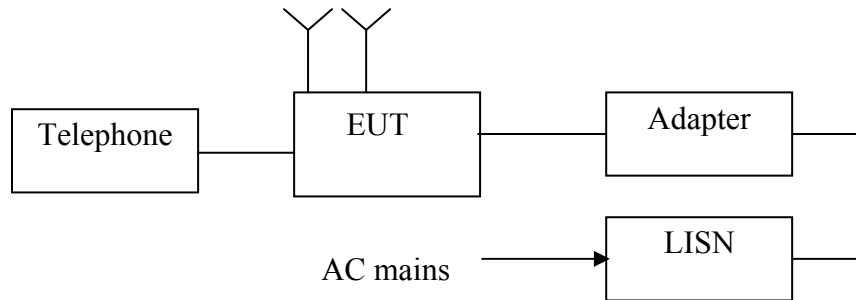 Telephone
EUT
Adapter
AC mains
LISN